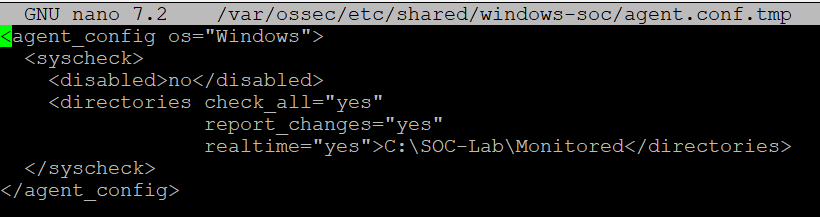 GNU nano 7.2    /var/ossec/etc/shared/windows-soc/agent.conf.tmp
<agent_config os="Windows">
  <syscheck>
    <disabled>no</disabled>
    <directories check_all="yes"
                 report_changes="yes"
                 realtime="yes">C:\SOC-Lab\Monitored</directories>
  </syscheck>
</agent_config>